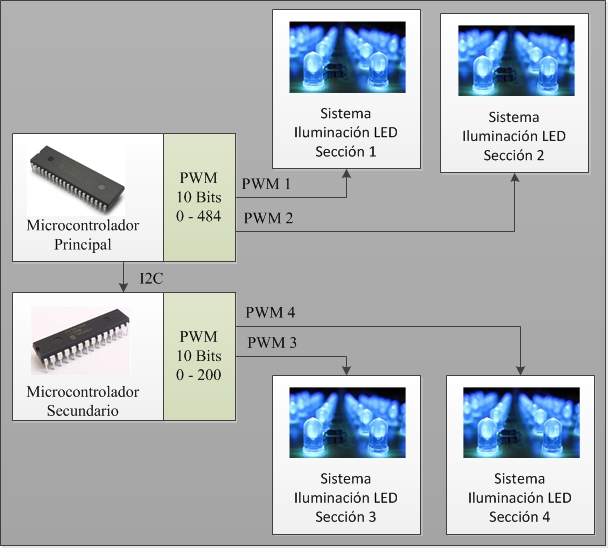 Sistema
Iluminación LED
Sección 1
Sistema
Iluminación LED
Sección 2
Microcontrolador
Principal
PWM
10 Bits
0 - 484
PWM 1
PWM 2
I2C
Microcontrolador
Secundario
PWM
10 Bits
0 - 200
PWM 4
PWM 3
Sistema
Iluminación LED
Sección 3
Sistema
Iluminación LED
Sección 4